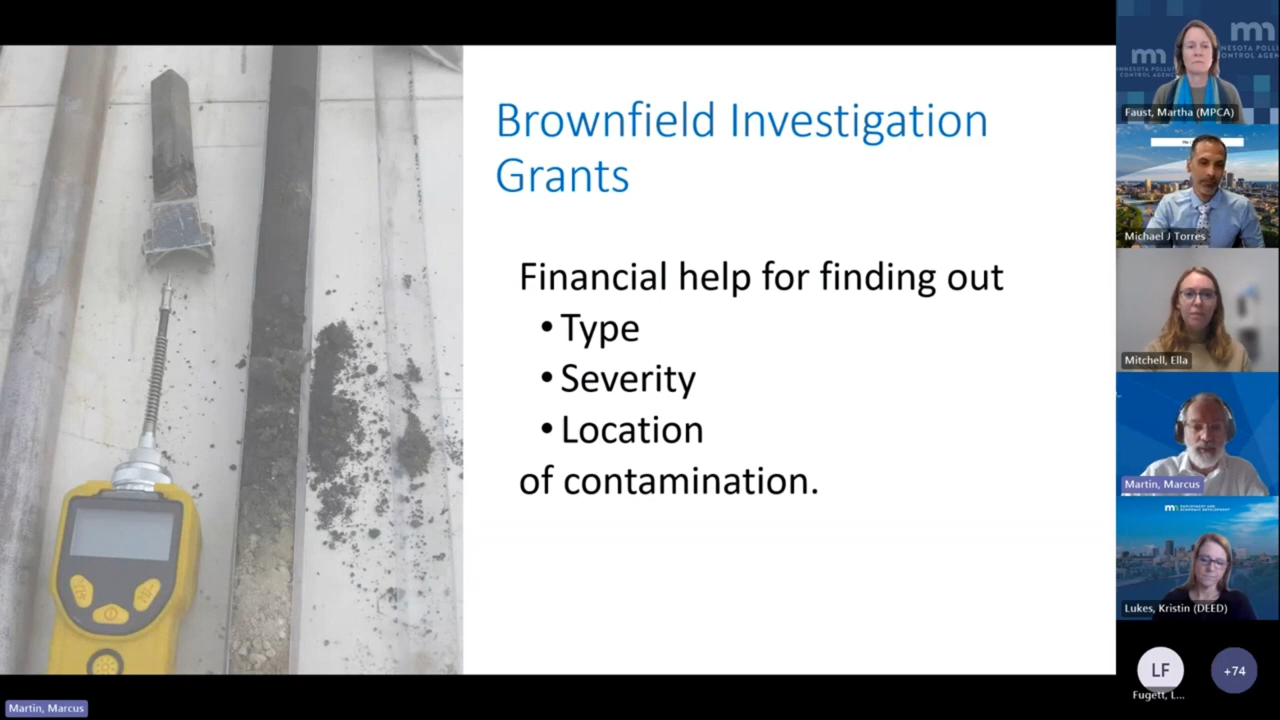 Brownfield Investigation
Grants
Financial help for finding out
• Type
• Severity
• Location
of contamination.
Faust, Martha (MPCA)
Michael J Torres
Mitchell, Ella
Martin, Marcus
Lukes, Kristin (DEED)
LF
Fugett, L...
+74
Martin, Marcus